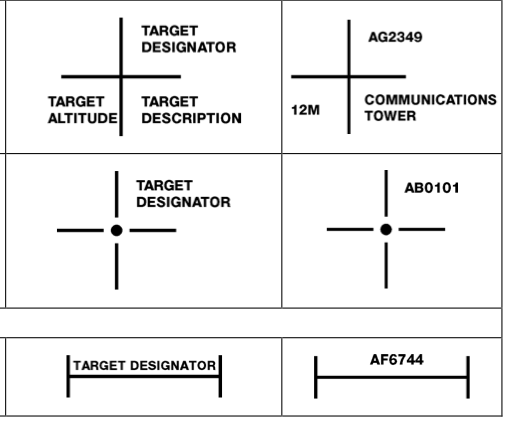 TARGET
DESIGNATOR
TARGET
ALTITUDE
TARGET
DESCRIPTION
AG2349
12M
COMMUNICATIONS
TOWER
TARGET
DESIGNATOR
AB0101
TARGET DESIGNATOR
AF6744